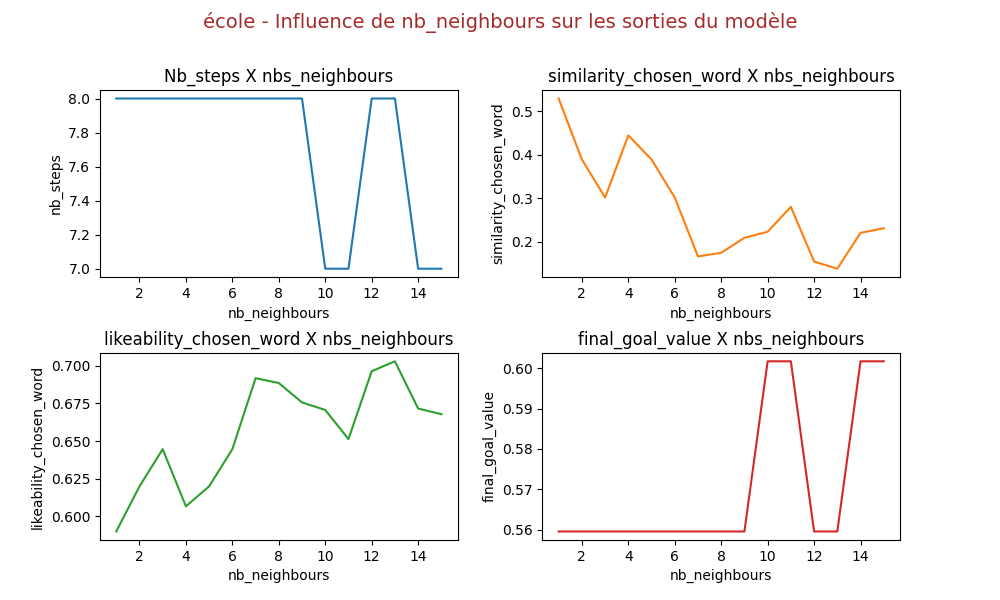 école - Influence de nb_neighbours sur les sorties du modèle
Nb_steps X nbs_neighbours
8.0
7.8
7.6
7.4
7.2
7.0
nb_steps
2 4 6 8 10 12 14
nb_neighbours
similarity_chosen_word X nbs_neighbours
0.5
0.4
0.3
0.2
similarity_chosen_word
2 4 6 8 10 12 14
nb_neighbours
likeability_chosen_word X nbs_neighbours
0.700
0.675
0.650
0.625
0.600
likeability_chosen_word
2 4 6 8 10 12 14
nb_neighbours
final_goal_value X nbs_neighbours
0.60
0.59
0.58
0.57
0.56
final_goal_value
2 4 6 8 10 12 14
nb_neighbours